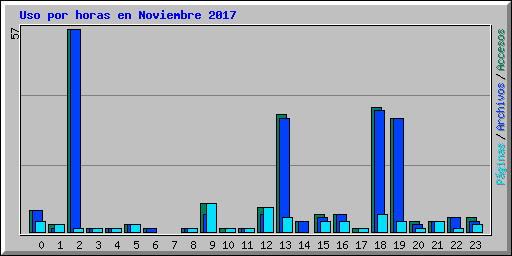 Uso por horas en Noviembre 2017
57
Páginas / Archivos / Accesos
0 1 2 3 4 5 6 7 8 9 10 11 12 13 14 15 16 17 18 19 20 21 22 23